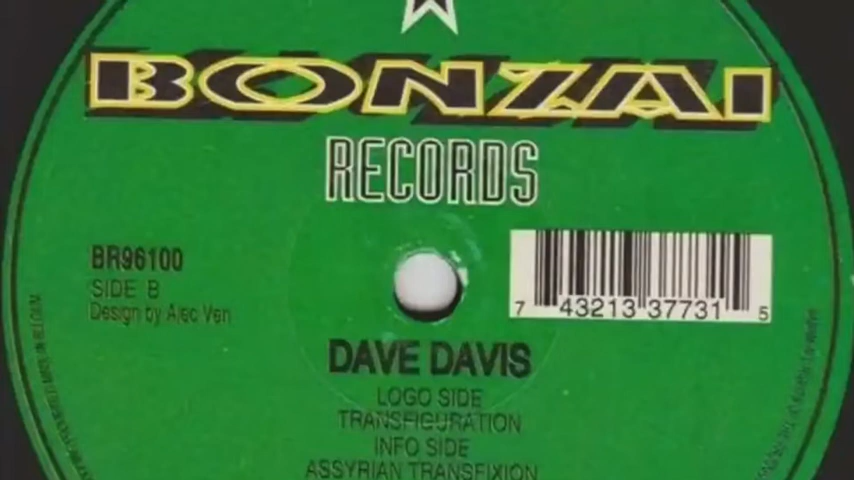 BONZAI
RECORDS
BR96100
SIDE B
Design by Alec Ven
7 43213 37731 5
DAVE DAVIS
LOGO SIDE
TRANSFIGURATION
INFO SIDE
ASSYRIAN TRANSFIXION